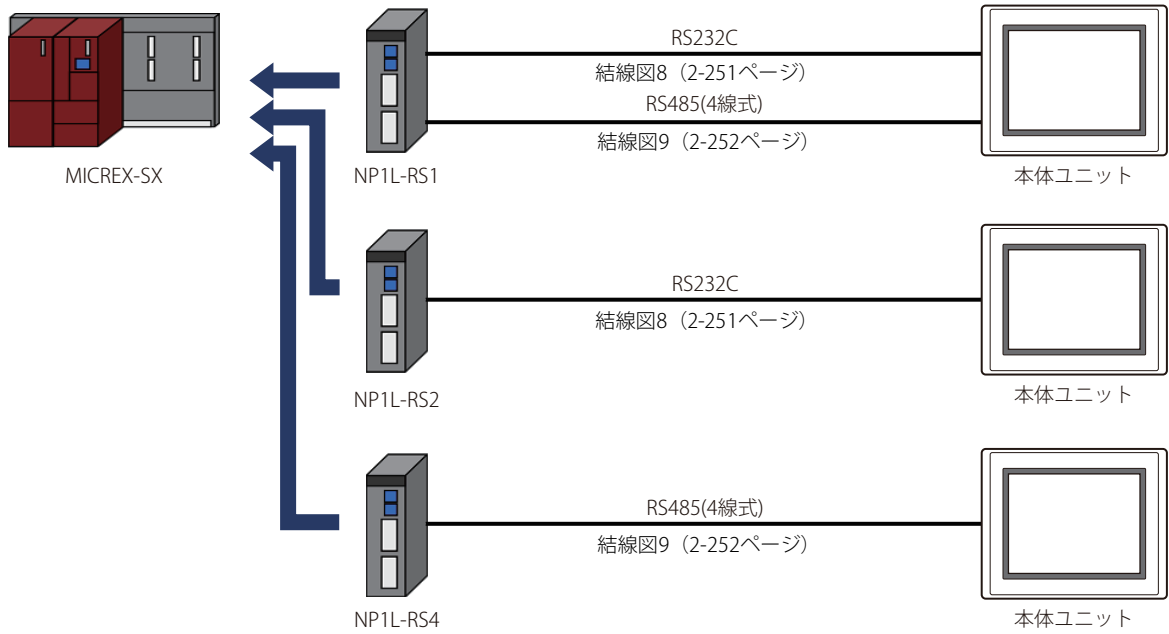 RS232C
結線図8（2-251ページ）
RS485(4線式)
結線図9（2-252ページ）
MICREX-SX
NP1L-RS1
本体ユニット
RS232C
結線図8（2-251ページ）
NP1L-RS2
本体ユニット
RS485(4線式)
結線図9（2-252ページ）
NP1L-RS4
本体ユニット